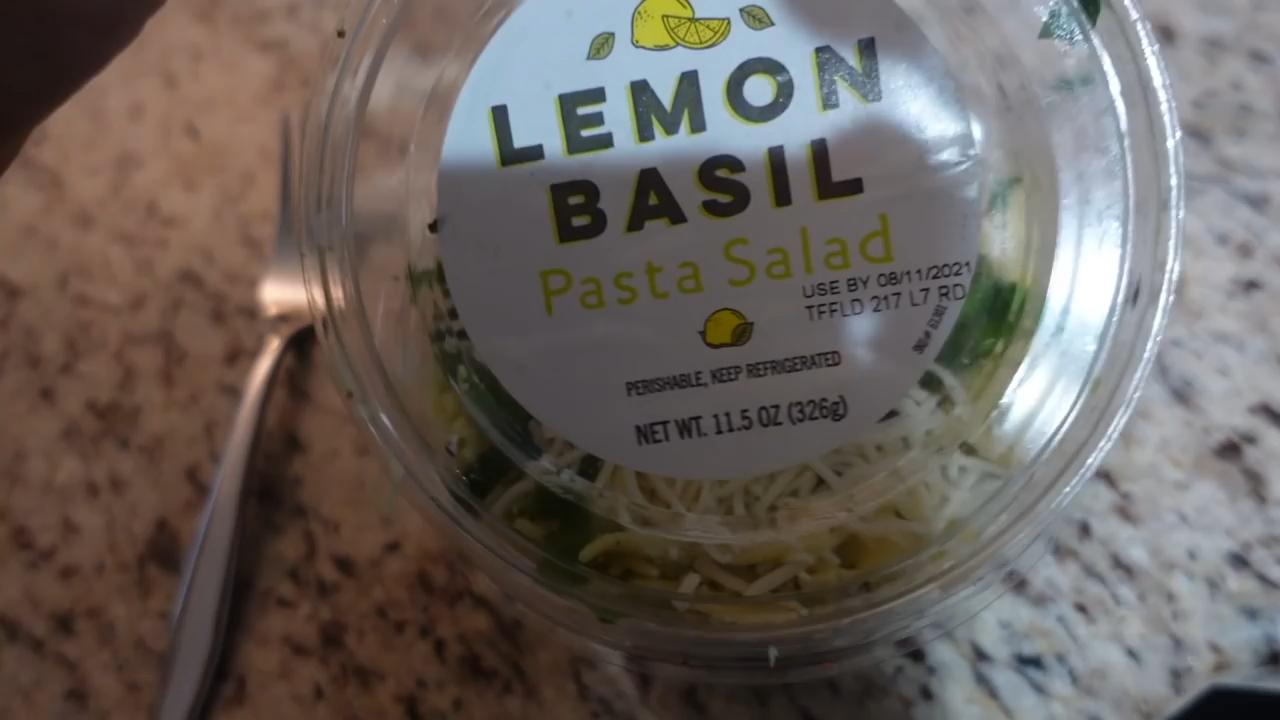 LEMON
BASIL
Pasta Salad
USE BY 08/11/2021
TFFLD 217 L7 RD
PERISHABLE, KEEP REFRIGERATED
NET WT. 11.5 OZ (326g)